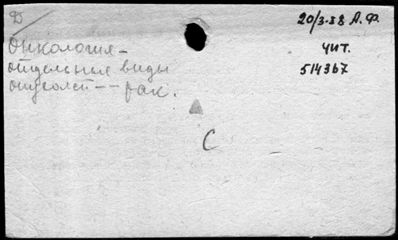 Д
20/3-38 А.Ф.
Онкология –
чит.
отдельные виды
514367
опухолей -- рак.
С